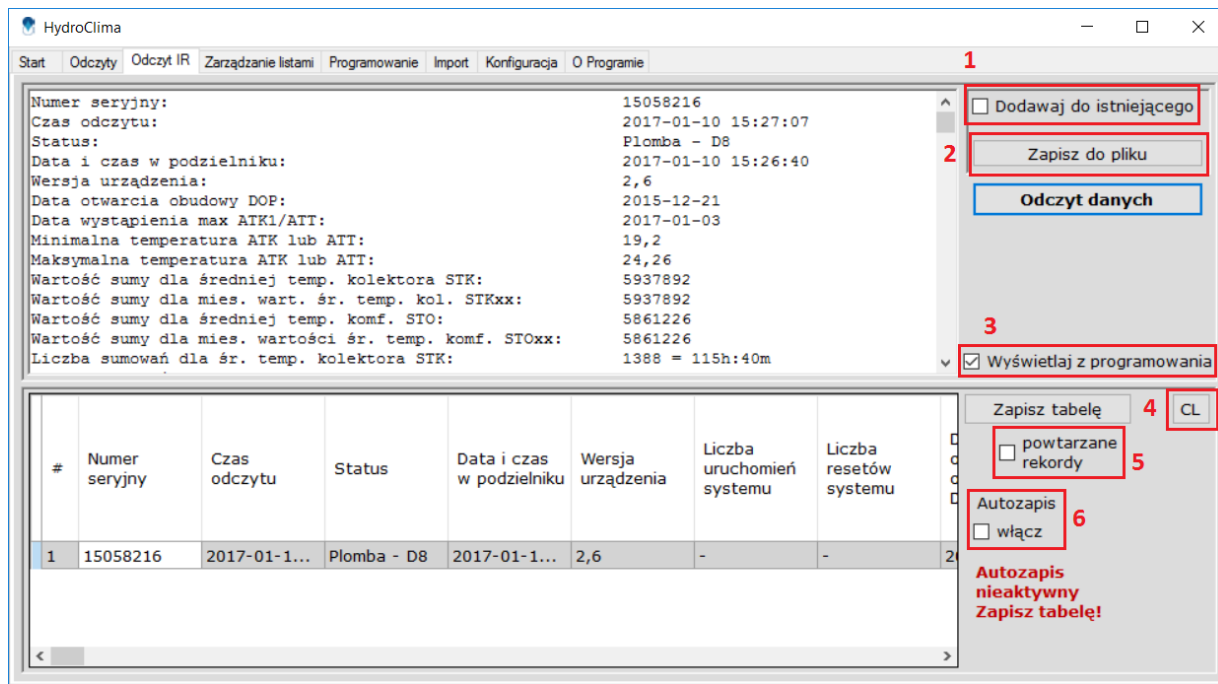 HydroClima
Start Odczyty Odczyt IR Zarządzanie listami Programowanie Import Konfiguracja O Programie
1
Numer seryjny: 15058216
Czas odczytu: 2017-01-10 15:27:07
Status: Plomba - D8
Data i czas w podzielniku: 2017-01-10 15:26:40
Wersja urządzenia: 2,6
Data otwarcia obudowy DOP: 2015-12-21
Data wystąpienia max ATK1/ATT: 2017-01-03
Minimalna temperatura ATK lub ATT: 19,2
Maksymalna temperatura ATK lub ATT: 24,26
Wartość sumy dla średniej temp. kolektora STK: 5937892
Wartość sumy dla mies. wart. śr. temp. kol. STKxx: 5937892
Wartość sumy dla średniej temp. komf. STO: 5861226
Wartość sumy dla mies. wartości śr. temp. komf. STOxx: 5861226
Liczba sumowań dla śr. temp. kolektora STK: 1388 = 115h:40m
Dodawaj do istniejącego
2
Zapisz do pliku
Odczyt danych
3
Wyświetlaj z programowania
# Numer seryjny Czas odczytu Status Data i czas w podzielniku Wersja urządzenia Liczba uruchomień systemu Liczba resetów systemu
1 15058216 2017-01-1... Plomba - D8 2017-01-1... 2,6 - -
Zapisz tabelę
4
CL
powtarzane
rekordy
5
Autozapis
włącz
6
Autozapis
nieaktywny
Zapisz tabelę!